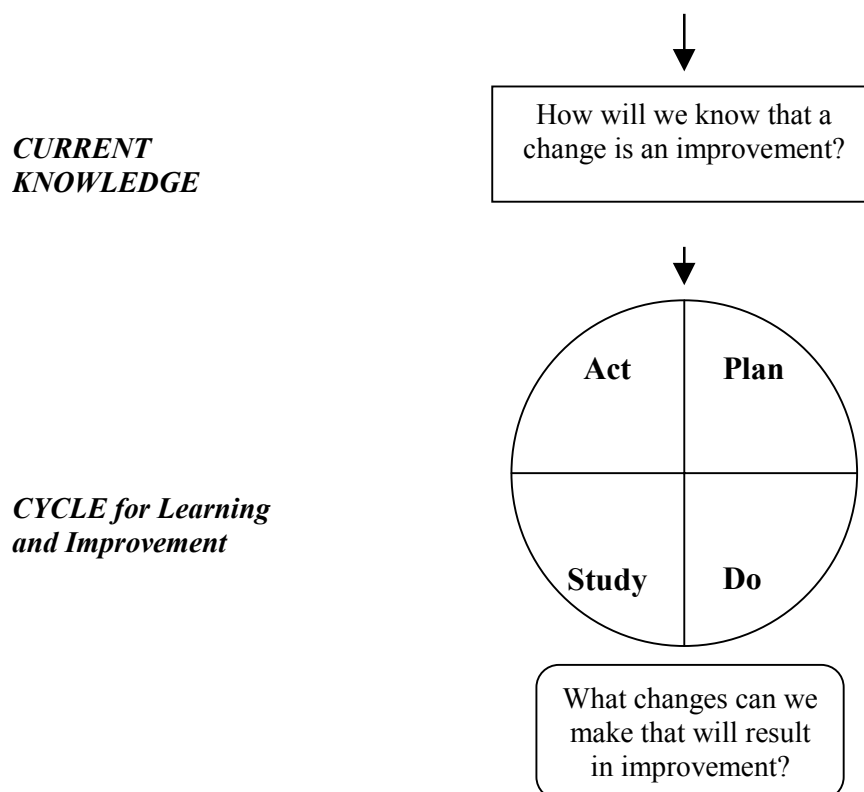 How will we know that a
change is an improvement?
CURRENT
KNOWLEDGE
Act
Plan
CYCLE for Learning
and Improvement
Study
Do
What changes can we
make that will result
in improvement?